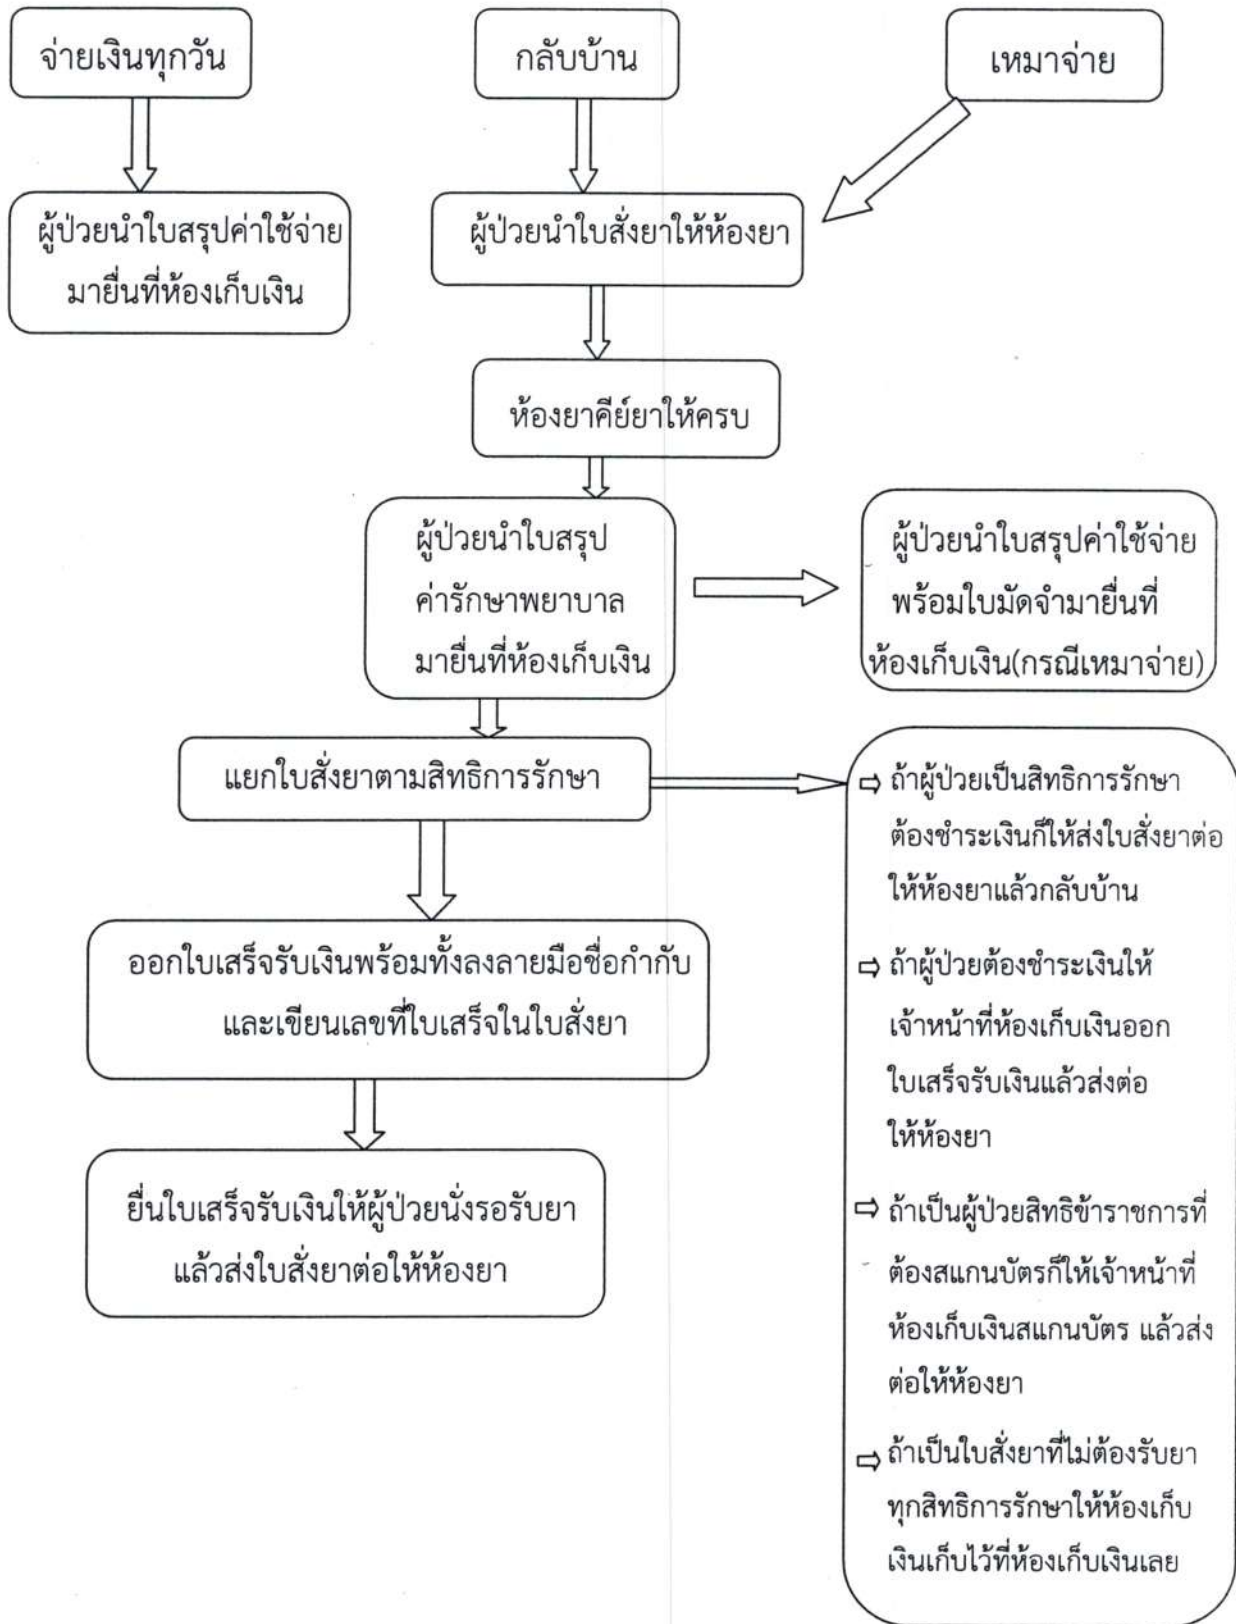 จ่ายเงินทุกวัน
กลับบ้าน
เหมาจ่าย
ผู้ป่วยนำใบสรุปค่าใช้จ่าย
มายื่นที่ห้องเก็บเงิน
ผู้ป่วยนำใบสั่งยาให้ห้องยา
ห้องยาคีย์ยาให้ครบ
ผู้ป่วยนำใบสรุป
ค่ารักษาพยาบาล
มายื่นที่ห้องเก็บเงิน
ผู้ป่วยนำใบสรุปค่าใช้จ่าย
พร้อมใบมัดจำมายื่นที่
ห้องเก็บเงิน(กรณีเหมาจ่าย)
แยกใบสั่งยาตามสิทธิการรักษา
⇨ ถ้าผู้ป่วยเป็นสิทธิการรักษา
ต้องชำระเงินก็ให้ส่งใบสั่งยาต่อ
ให้ห้องยาแล้วกลับบ้าน
⇨ ถ้าผู้ป่วยต้องชำระเงินให้
เจ้าหน้าที่ห้องเก็บเงินออก
ใบเสร็จรับเงินแล้วส่งต่อ
ให้ห้องยา
⇨ ถ้าเป็นผู้ป่วยสิทธิข้าราชการที่
ต้องสแกนบัตรก็ให้เจ้าหน้าที่
ห้องเก็บเงินสแกนบัตร แล้วส่ง
ต่อให้ห้องยา
⇨ ถ้าเป็นใบสั่งยาที่ไม่ต้องรับยา
ทุกสิทธิการรักษาให้ห้องเก็บ
เงินเก็บไว้ที่ห้องเก็บเงินเลย
ออกใบเสร็จรับเงินพร้อมทั้งลงลายมือชื่อกำกับ
และเขียนเลขที่ใบเสร็จในใบสั่งยา
ยื่นใบเสร็จรับเงินให้ผู้ป่วยนั่งรอรับยา
แล้วส่งใบสั่งยาต่อให้ห้องยา